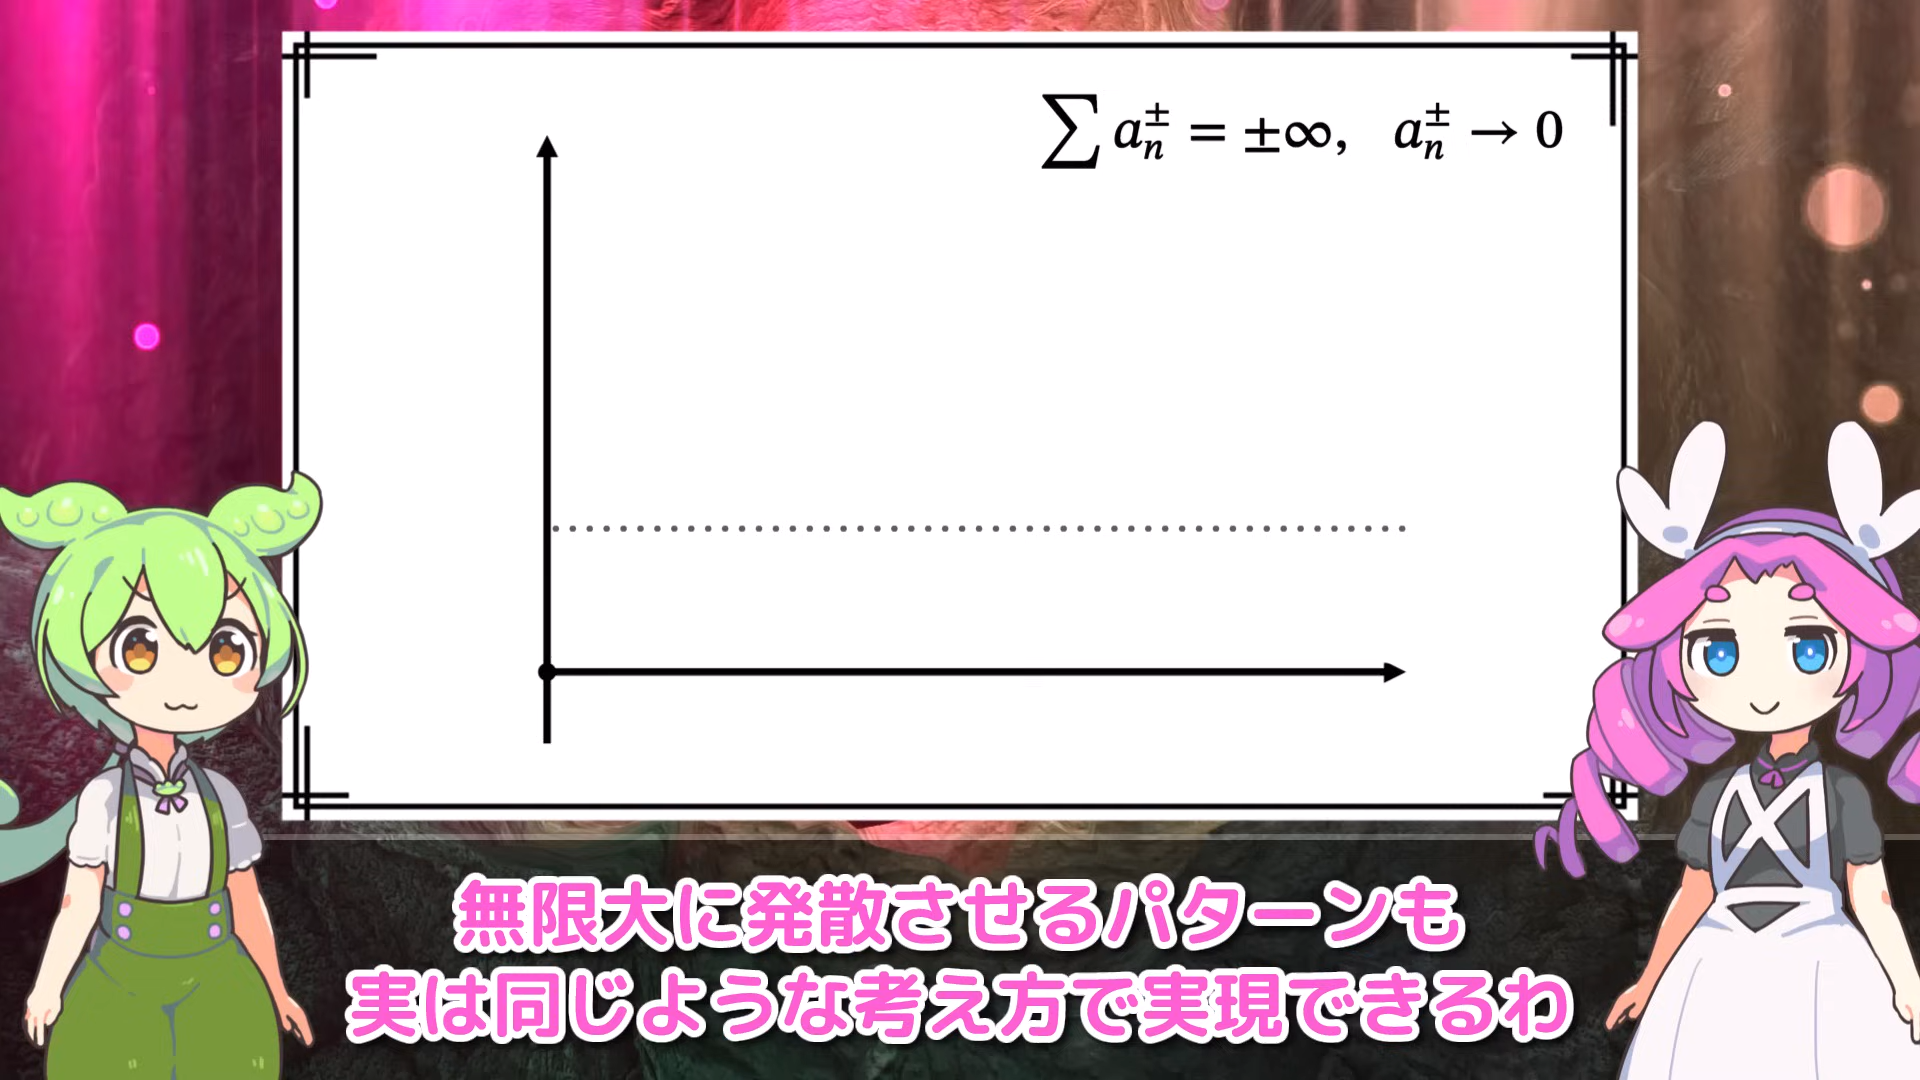 ∑ aₙ^± = ±∞, aₙ^± → 0
無限大に発散させるパターンも
実は同じような考え方で実現できるわ